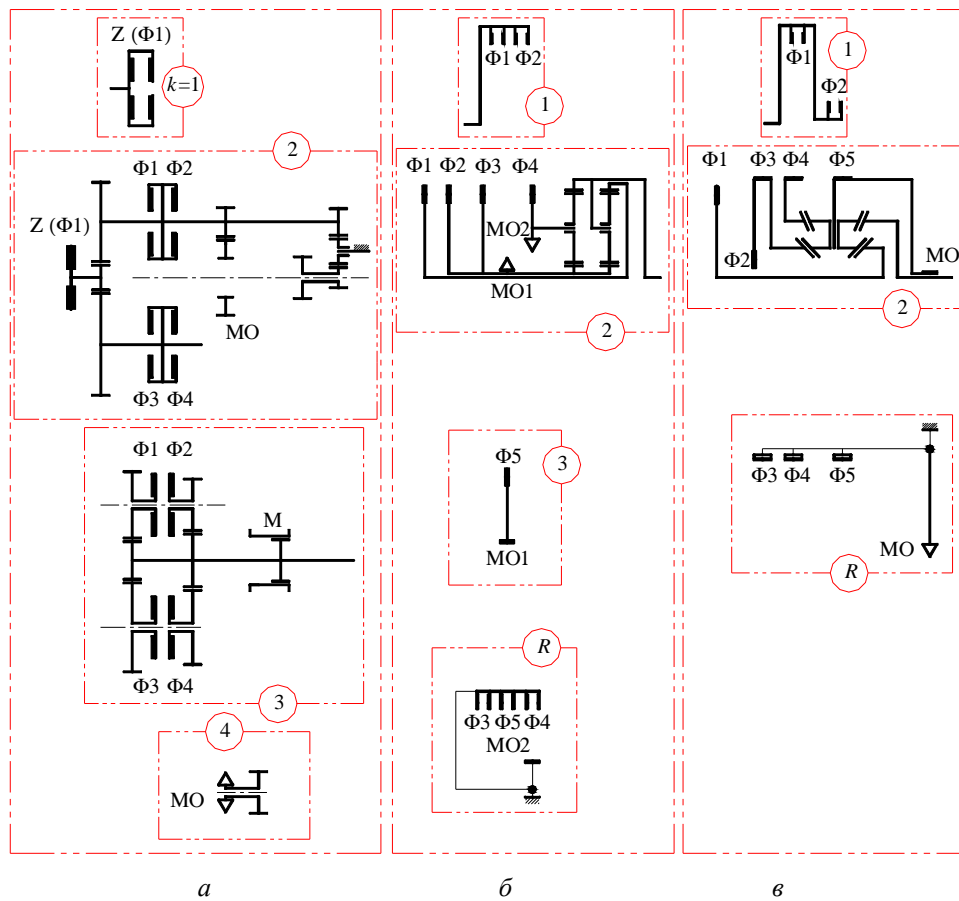 Z (Ф1)
k=1
Ф1 Ф2
1
Ф1
Ф2
1
2
Ф1 Ф2
Z (Ф1)
МО
Ф3 Ф4
Ф1 Ф2 Ф3 Ф4
МО2
МО1
2
Ф1 Ф3 Ф4 Ф5
Ф2
МО
2
Ф1 Ф2
М
Ф3 Ф4
3
Ф5
3
МО1
Ф3 Ф4 Ф5
МО
R
R
Ф3 Ф5 Ф4
МО2
4
МО
а б в